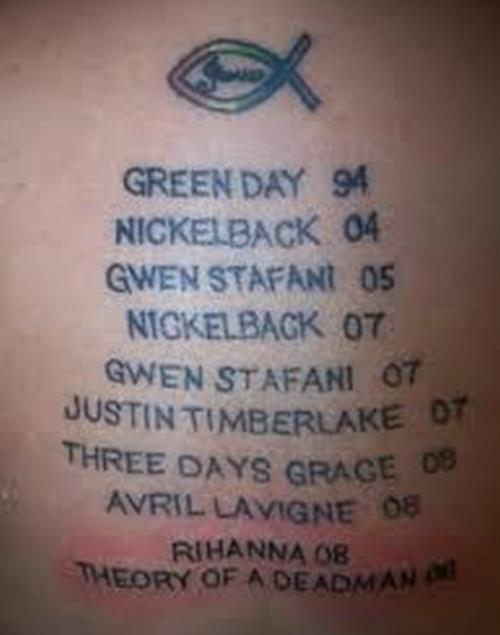 Jesus
GREEN DAY 94
NICKELBACK 04
GWEN STAFANI 05
NICKELBACK 07
GWEN STAFANI 07
JUSTIN TIMBERLAKE 07
THREE DAYS GRACE 08
AVRIL LAVIGNE 08
RIHANNA 08
THEORY OF A DEADMAN 08